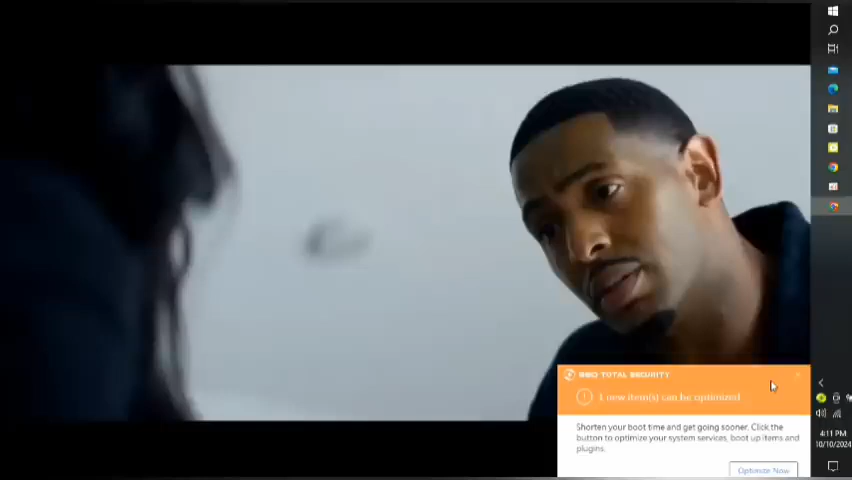 360 TOTAL SECURITY
1 new item(s) can be optimized
Shorten your boot time and get going sooner. Click the
button to optimize your system services, boot up items and
plugins.
Optimize Now
4:11 PM
10/10/2024